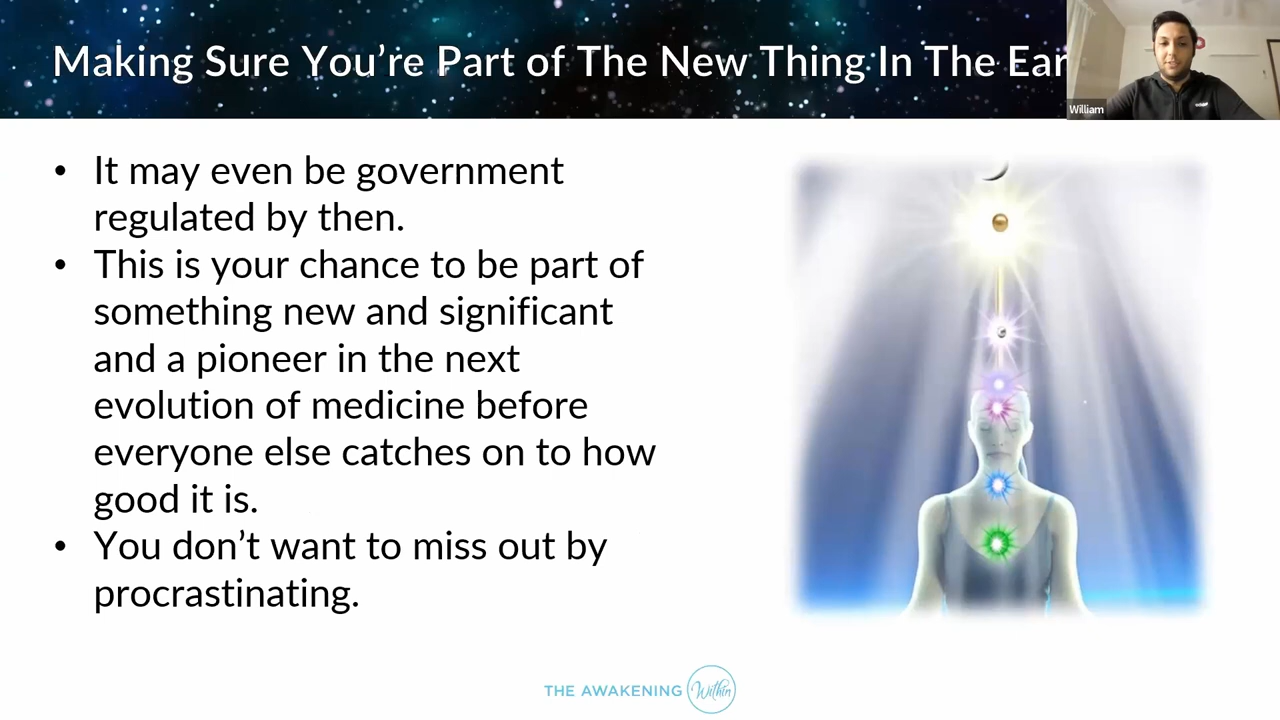 Making Sure You’re Part of The New Thing In The Ear
William
• It may even be government
regulated by then.
• This is your chance to be part of
something new and significant
and a pioneer in the next
evolution of medicine before
everyone else catches on to how
good it is.
• You don’t want to miss out by
procrastinating.
THE AWAKENING Within